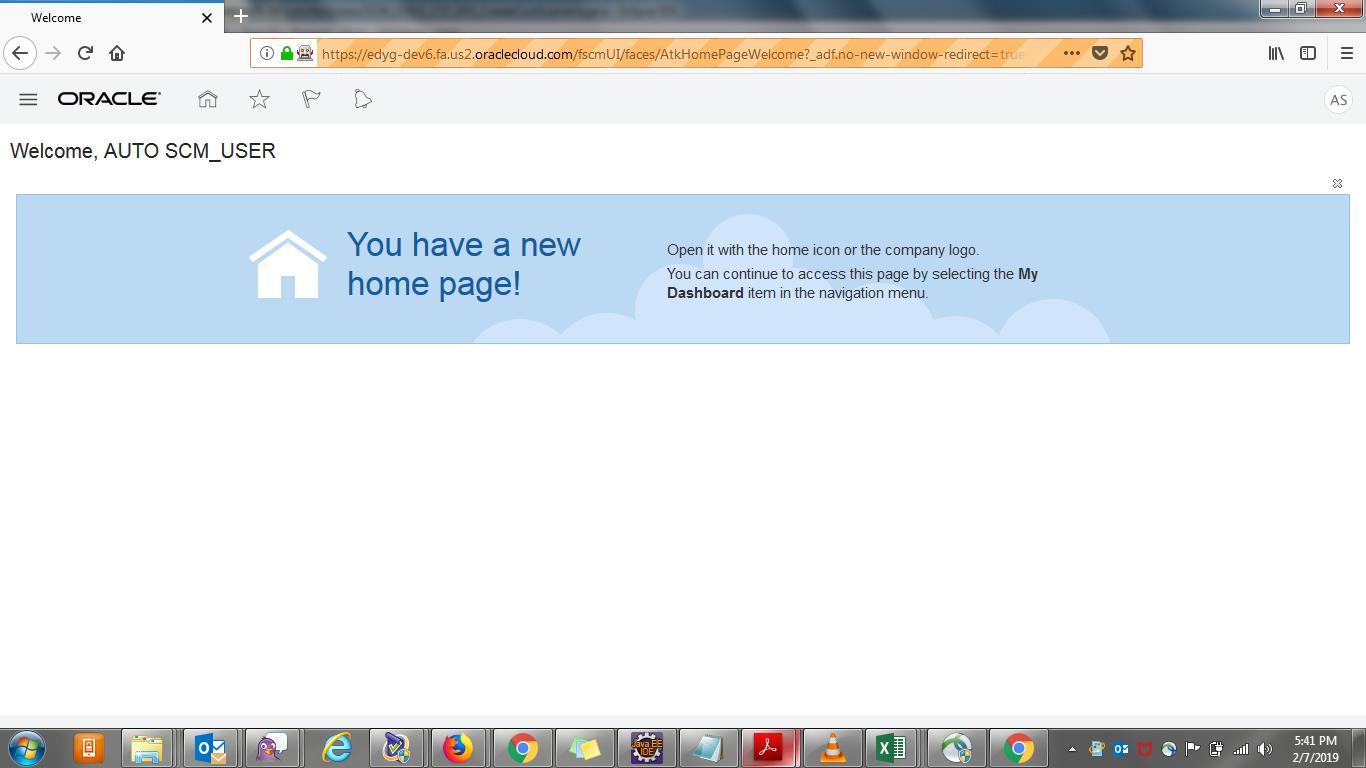 Welcome
https://edyg-dev6.fa.us2.oraclecloud.com/fscmUI/faces/AtkHomePageWelcome?_adf.no-new-window-redirect=true
ORACLE
AS
Welcome, AUTO SCM_USER
You have a new
home page!
Open it with the home icon or the company logo.
You can continue to access this page by selecting the My
Dashboard item in the navigation menu.
Java EE
IDE
5:41 PM
2/7/2019